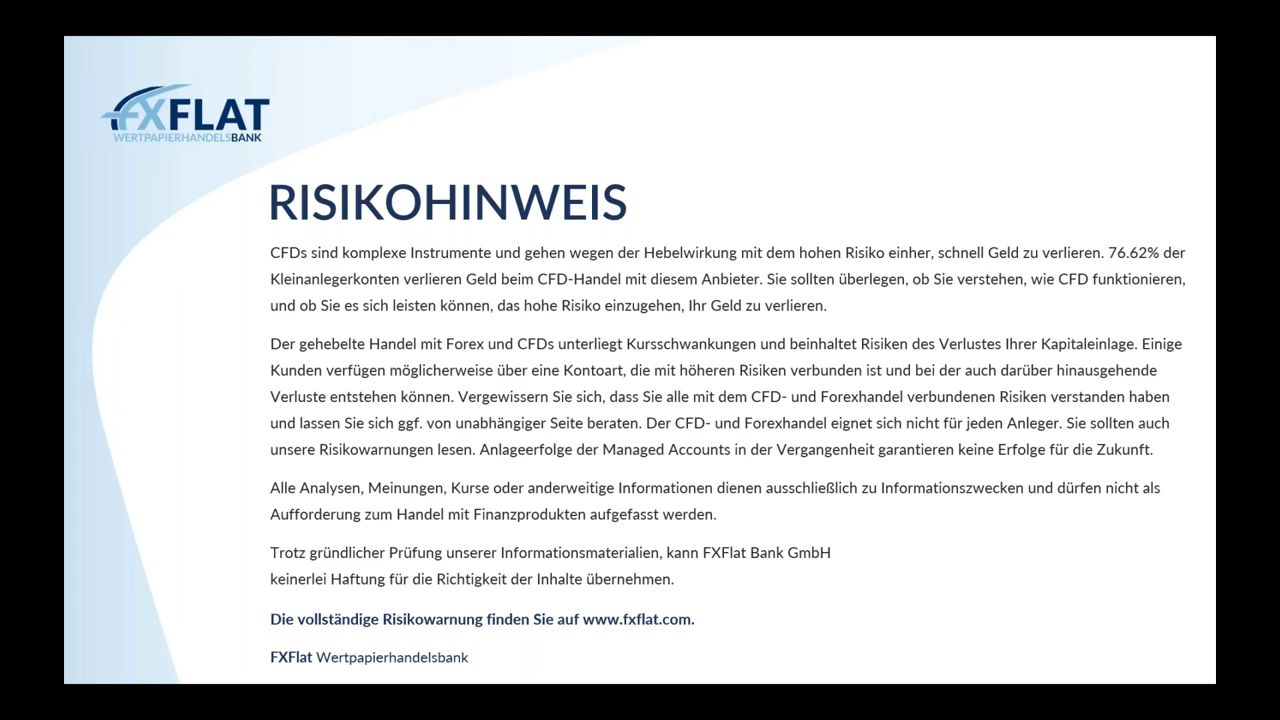 FXFLAT
WERTPAPIERHANDELSBANK
RISIKOHINWEIS
CFDs sind komplexe Instrumente und gehen wegen der Hebelwirkung mit dem hohen Risiko einher, schnell Geld zu verlieren. 76.62% der
Kleinanlegerkonten verlieren Geld beim CFD-Handel mit diesem Anbieter. Sie sollten überlegen, ob Sie verstehen, wie CFD funktionieren,
und ob Sie es sich leisten können, das hohe Risiko einzugehen, Ihr Geld zu verlieren.
Der gehebelte Handel mit Forex und CFDs unterliegt Kursschwankungen und beinhaltet Risiken des Verlustes Ihrer Kapitaleinlage. Einige
Kunden verfügen möglicherweise über eine Kontoart, die mit höheren Risiken verbunden ist und bei der auch darüber hinausgehende
Verluste entstehen können. Vergewissern Sie sich, dass Sie alle mit dem CFD- und Forexhandel verbundenen Risiken verstanden haben
und lassen Sie sich ggf. von unabhängiger Seite beraten. Der CFD- und Forexhandel eignet sich nicht für jeden Anleger. Sie sollten auch
unsere Risikowarnungen lesen. Anlageerfolge der Managed Accounts in der Vergangenheit garantieren keine Erfolge für die Zukunft.
Alle Analysen, Meinungen, Kurse oder anderweitige Informationen dienen ausschließlich zu Informationszwecken und dürfen nicht als
Aufforderung zum Handel mit Finanzprodukten aufgefasst werden.
Trotz gründlicher Prüfung unserer Informationsmaterialien, kann FXFlat Bank GmbH
keinerlei Haftung für die Richtigkeit der Inhalte übernehmen.
Die vollständige Risikowarnung finden Sie auf www.fxflat.com.
FXFlat Wertpapierhandelsbank